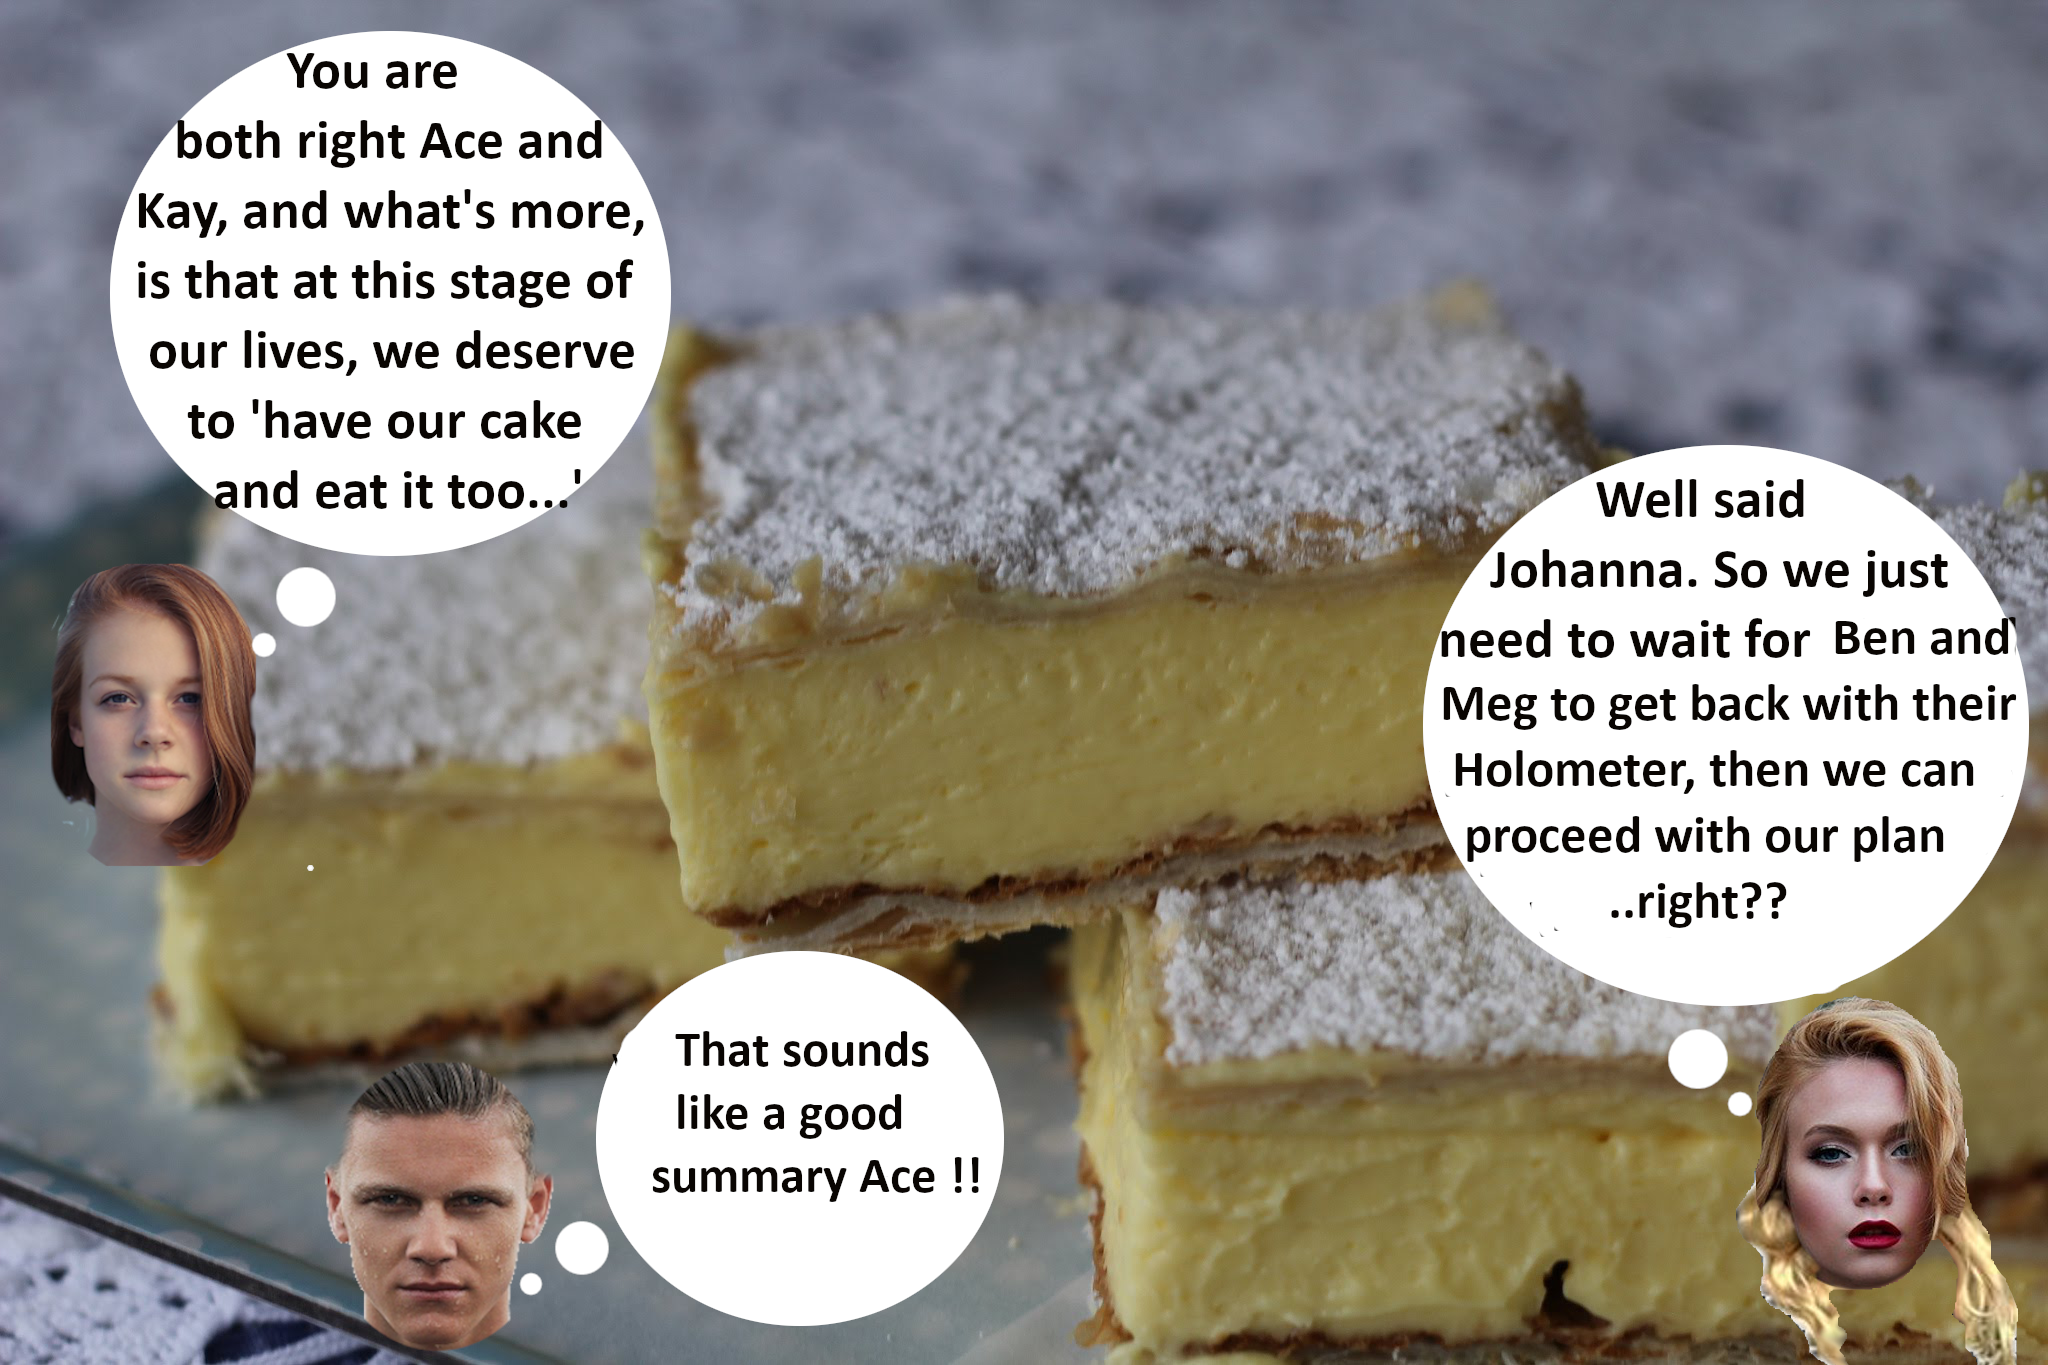 You are
both right Ace and
Kay, and what's more,
is that at this stage of
our lives, we deserve
to 'have our cake
and eat it too...'
Well said
Johanna. So we just
need to wait for Ben and
Meg to get back with their
Holometer, then we can
proceed with our plan
..right??
That sounds
like a good
summary Ace !!